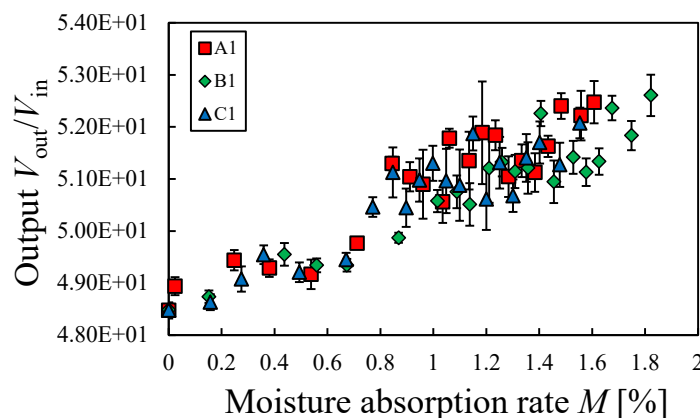 5.40E+01
5.30E+01
5.20E+01
5.10E+01
5.00E+01
4.90E+01
4.80E+01
Output Vout/Vin
A1
B1
C1
0 0.2 0.4 0.6 0.8 1 1.2 1.4 1.6 1.8 2
Moisture absorption rate M [%]